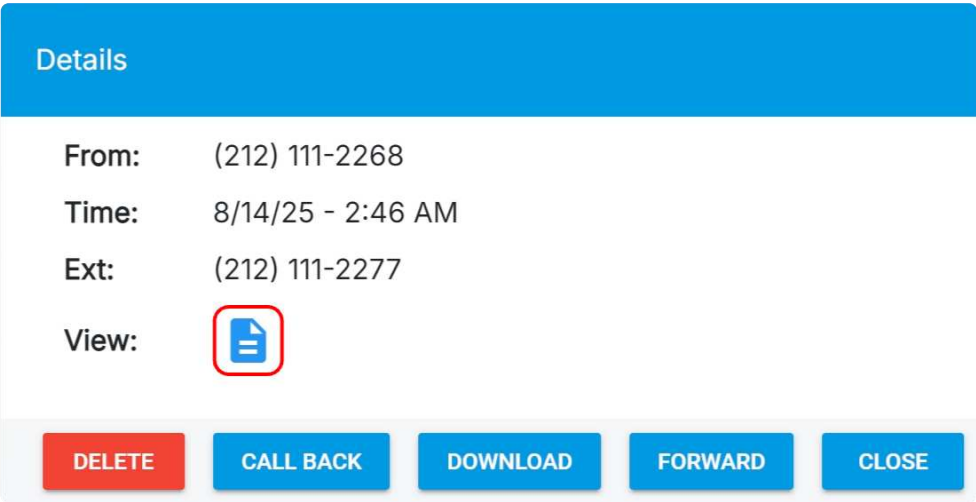 Details
From: (212) 111-2268
Time: 8/14/25 - 2:46 AM
Ext: (212) 111-2277
View:
DELETE CALL BACK DOWNLOAD FORWARD CLOSE